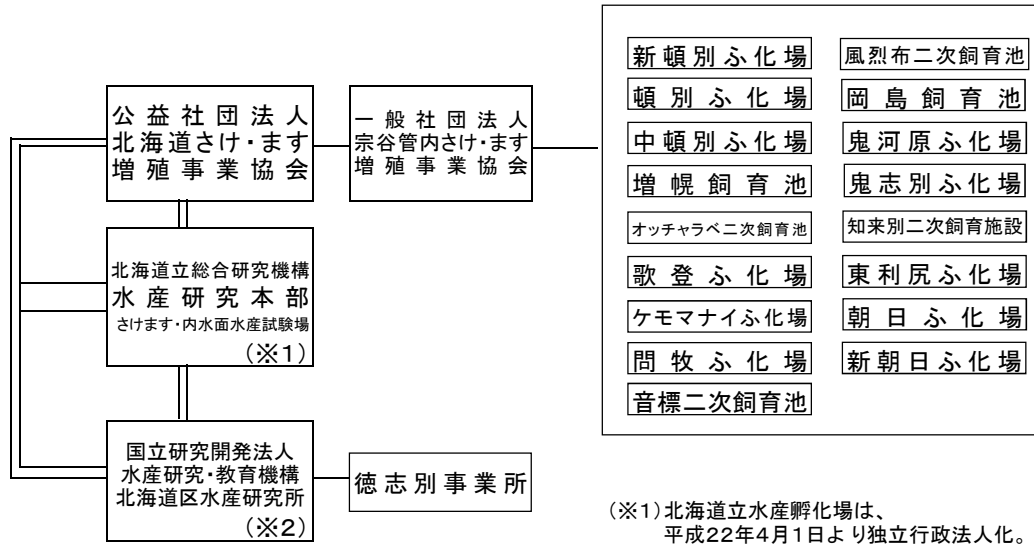 公益社団法人
北海道さけ・ます
増殖事業協会
一般社団法人
宗谷管内さけ・ます
増殖事業協会
北海道立総合研究機構
水産研究本部
さけます・内水面水産試験場
(※1)
国立研究開発法人
水産研究・教育機構
北海道区水産研究所
(※2)
徳志別事業所
新頓別ふ化場
頓別ふ化場
中頓別ふ化場
増幌飼育池
オッチャラベ二次飼育池
歌登ふ化場
ケモマナイふ化場
問牧ふ化場
音標二次飼育池
風烈布二次飼育池
岡島飼育池
鬼河原ふ化場
鬼志別ふ化場
知来別二次飼育施設
東利尻ふ化場
朝日ふ化場
新朝日ふ化場
(※1)北海道立水産孵化場は、
平成22年4月1日より独立行政法人化。